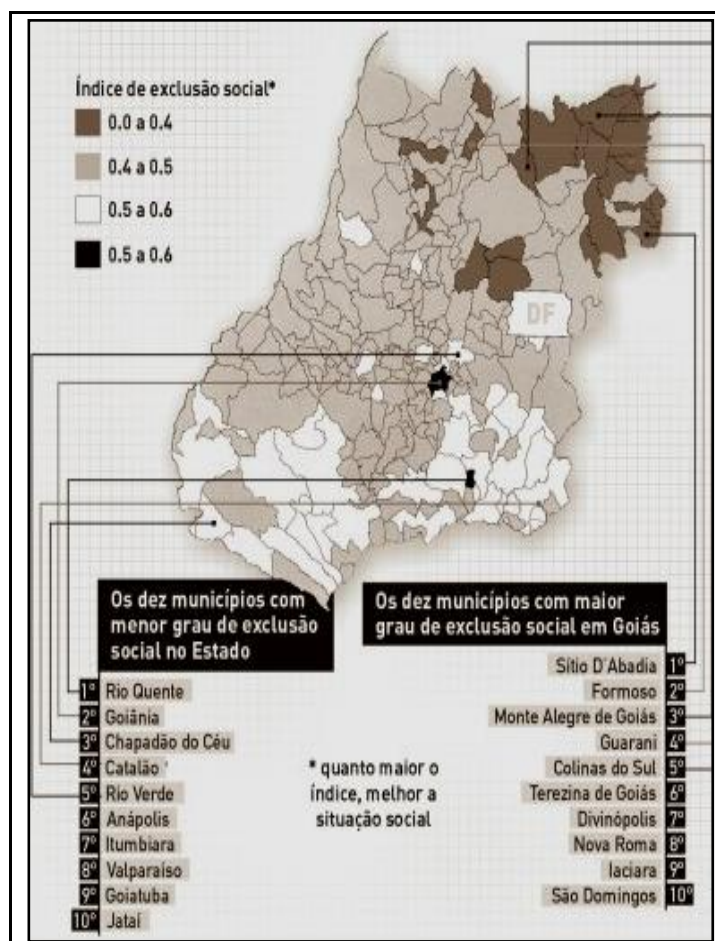 Índice de exclusão social*
0.0 a 0.4
0.4 a 0.5
0.5 a 0.6
0.5 a 0.6
DF
Os dez municípios com
menor grau de exclusão
social no Estado
1º Rio Quente
2º Goiânia
3º Chapadão do Céu
4º Catalão
5º Rio Verde
6º Anápolis
7º Itumbiara
8º Valparaíso
9º Goiatuba
10º Jataí
* quanto maior o
índice, melhor a
situação social
Os dez municípios com maior
grau de exclusão social em Goiás
Sítio D'Abadia 1º
Formoso 2º
Monte Alegre de Goiás 3º
Guarani 4º
Colinas do Sul 5º
Terezina de Goiás 6º
Divinópolis 7º
Nova Roma 8º
Iaciara 9º
São Domingos 10º